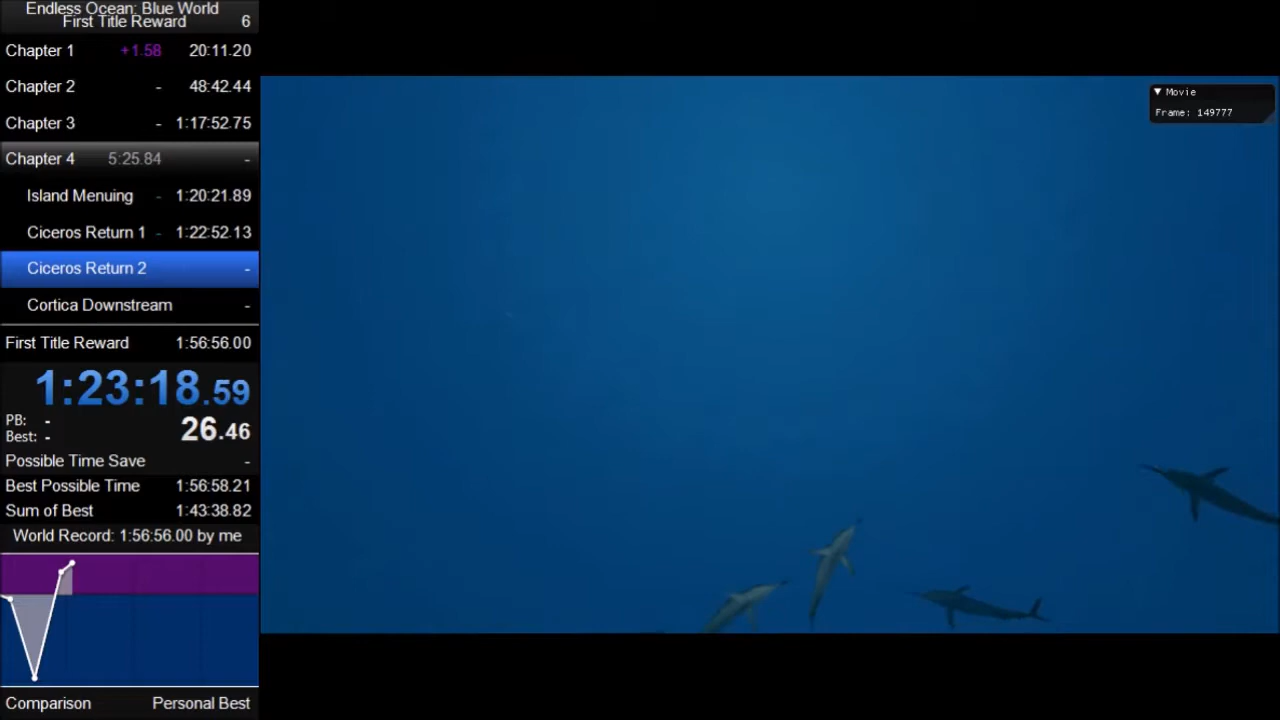 Endless Ocean: Blue World
First Title Reward 6
Chapter 1 +1.58 20:11.20
Chapter 2 - 48:42.44
Chapter 3 - 1:17:52.75
Chapter 4 5:25.84 -
Island Menuing - 1:20:21.89
Ciceros Return 1 - 1:22:52.13
Ciceros Return 2 -
Cortica Downstream -
First Title Reward 1:56:56.00
1:23:18.59
PB: - 26.46
Best: -
Possible Time Save -
Best Possible Time 1:56:58.21
Sum of Best 1:43:38.82
World Record: 1:56:56.00 by me
Comparison Personal Best
▼ Movie
Frame: 149777